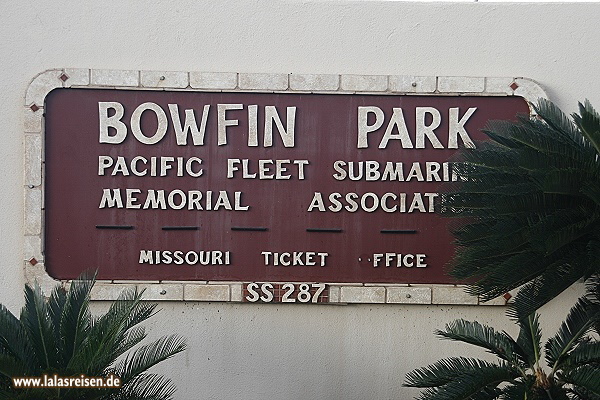 BOWFIN PARK
PACIFIC FLEET SUBMARIN
MEMORIAL ASSOCIAT
MISSOURI TICKET FFICE
SS 287
www.lalasreisen.de